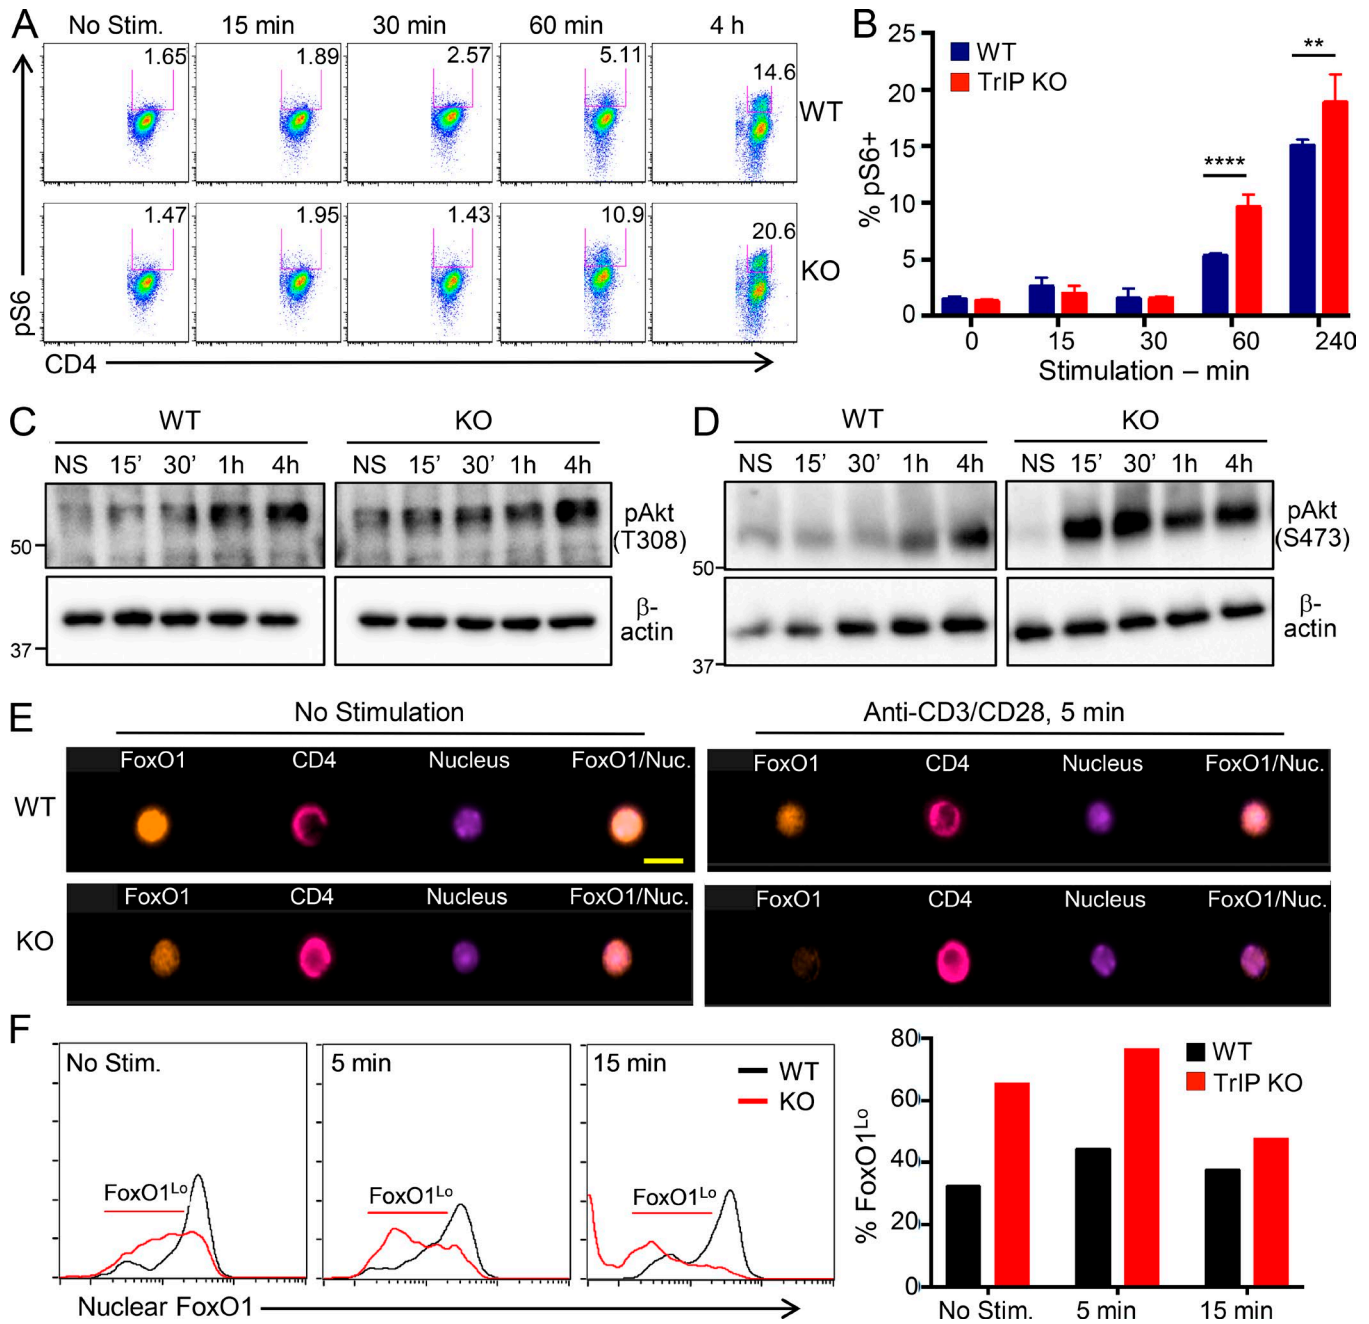 A
No Stim.
15 min
30 min
60 min
4 h
1.65
1.89
2.57
5.11
14.6
WT
1.47
1.95
1.43
10.9
20.6
KO
pS6
CD4
B
25
20
15
10
5
0
% pS6+
WT
TrIP KO
****
**
0
15
30
60
240
Stimulation – min
C
WT
KO
NS 15’ 30’ 1h 4h
NS 15’ 30’ 1h 4h
pAkt
(T308)
50
β-
actin
37
D
WT
KO
NS 15’ 30’ 1h 4h
NS 15’ 30’ 1h 4h
pAkt
(S473)
50
β-
actin
37
E
No Stimulation
Anti-CD3/CD28, 5 min
WT
FoxO1 CD4 Nucleus FoxO1/Nuc.
FoxO1 CD4 Nucleus FoxO1/Nuc.
KO
FoxO1 CD4 Nucleus FoxO1/Nuc.
FoxO1 CD4 Nucleus FoxO1/Nuc.
F
No Stim.
FoxO1Lo
5 min
FoxO1Lo
15 min
WT
KO
FoxO1Lo
Nuclear FoxO1
80
60
40
20
0
% FoxO1Lo
WT
TrIP KO
No Stim.
5 min
15 min